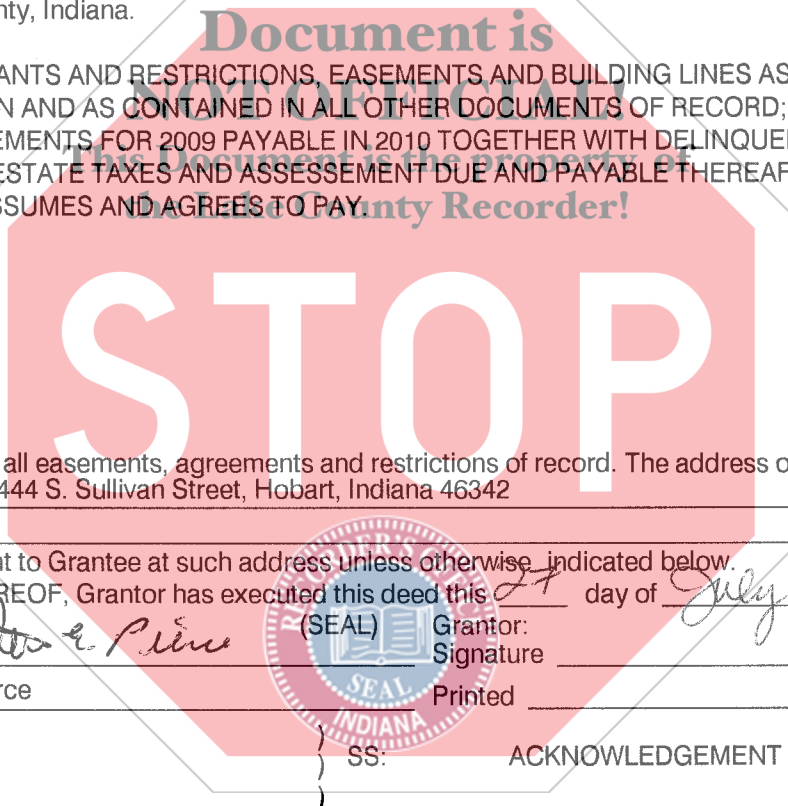 nty, Indiana.
Document is
ANTS AND RESTRICTIONS, EASEMENTS AND BUILDING LINES AS
NOT OFFICIAL!
N AND AS CONTAINED IN ALL OTHER DOCUMENTS OF RECORD;
EMENTS FOR 2009 PAYABLE IN 2010 TOGETHER WITH DELINQUE
This Document is the property of
ESTATE TAXES AND ASSESSEMENT DUE AND PAYABLE THEREAF
SSUMES AND AGREES TO PAY.
the Lake County Recorder!
STOP
all easements, agreements and restrictions of record. The address o
444 S. Sullivan Street, Hobart, Indiana 46342
nt to Grantee at such address unless otherwise indicated below.
REOF, Grantor has executed this deed this 27 day of July
E. Pierce (SEAL) Grantor:
Signature
rce Printed
RECORDER'S OFFICE
SEAL
INDIANA
) SS: ACKNOWLEDGEMENT
)
)